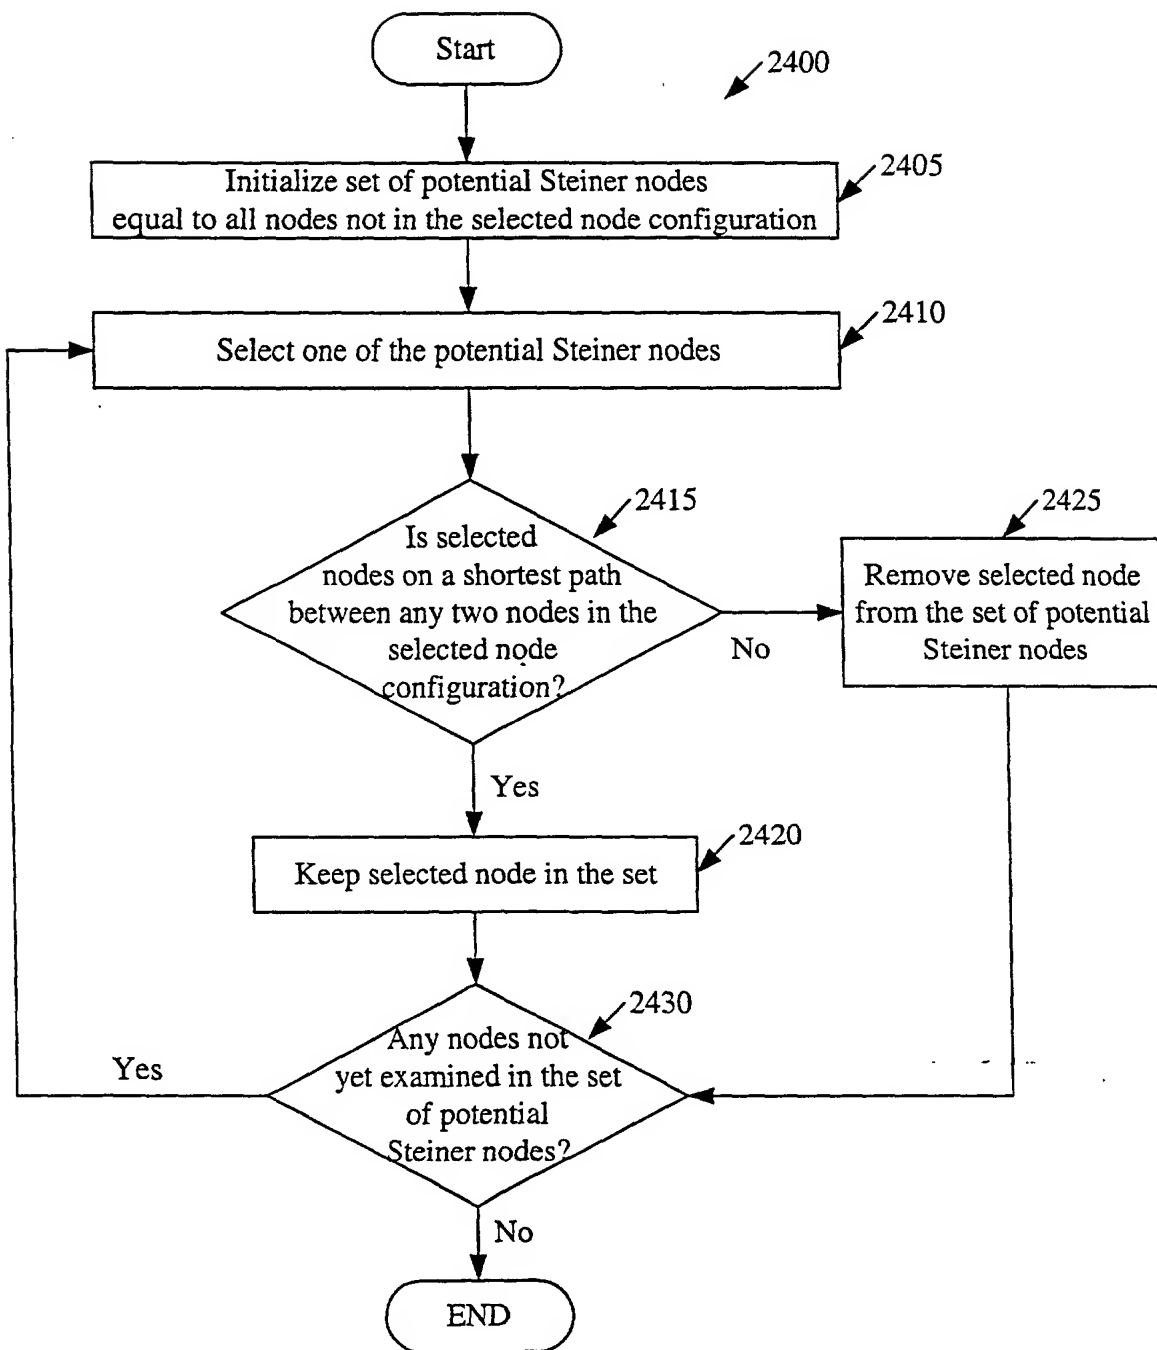 Start
2400
2405
Initialize set of potential Steiner nodes
equal to all nodes not in the selected node configuration
2410
Select one of the potential Steiner nodes
2415
Is selected
nodes on a shortest path
between any two nodes in the
selected node
configuration?
No
2425
Remove selected node
from the set of potential
Steiner nodes
Yes
2420
Keep selected node in the set
2430
Any nodes not
yet examined in the set
of potential
Steiner nodes?
Yes
No
END